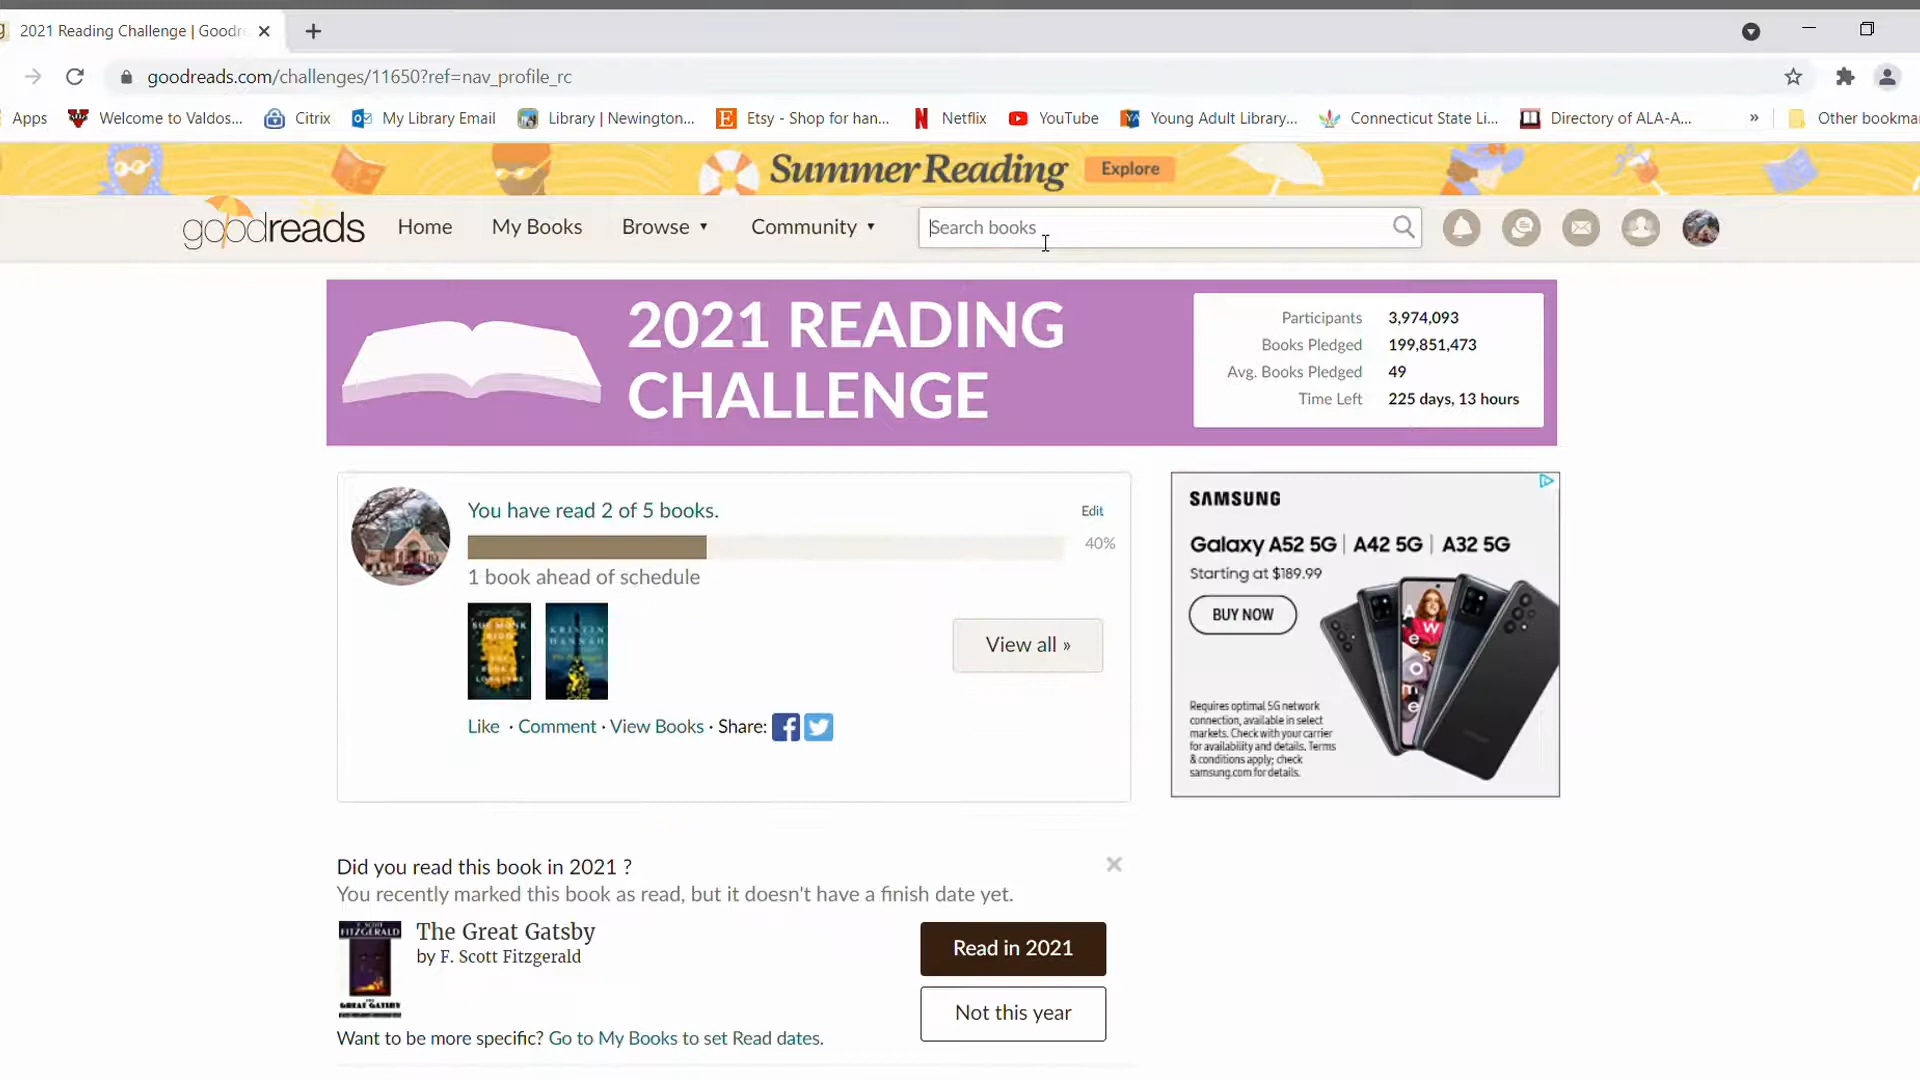 2021 Reading Challenge | Goodr
goodreads.com/challenges/11650?ref=nav_profile_rc
Apps
Welcome to Valdos...
Citrix
My Library Email
Library | Newington...
Etsy - Shop for han...
Netflix
YouTube
Young Adult Library...
Connecticut State Li...
Directory of ALA-A...
»
Other bookma
Summer Reading
Explore
goodreads
Home
My Books
Browse ▾
Community ▾
Search books
2021 READING
CHALLENGE
Participants 3,974,093
Books Pledged 199,851,473
Avg. Books Pledged 49
Time Left 225 days, 13 hours
You have read 2 of 5 books.
Edit
40%
1 book ahead of schedule
SUE MONK
KIDD
KRISTIN
HANNAH
View all »
Like · Comment · View Books · Share:
SAMSUNG
Galaxy A52 5G | A42 5G | A32 5G
Starting at $189.99
BUY NOW
Awesome
Requires optimal 5G network
connection, available in select
markets. Check with your carrier
for availability and details. Terms
& conditions apply; check
samsung.com for details.
Did you read this book in 2021 ?
You recently marked this book as read, but it doesn't have a finish date yet.
FITZGERALD
GREAT GATSBY
The Great Gatsby
by F. Scott Fitzgerald
Read in 2021
Not this year
Want to be more specific? Go to My Books to set Read dates.